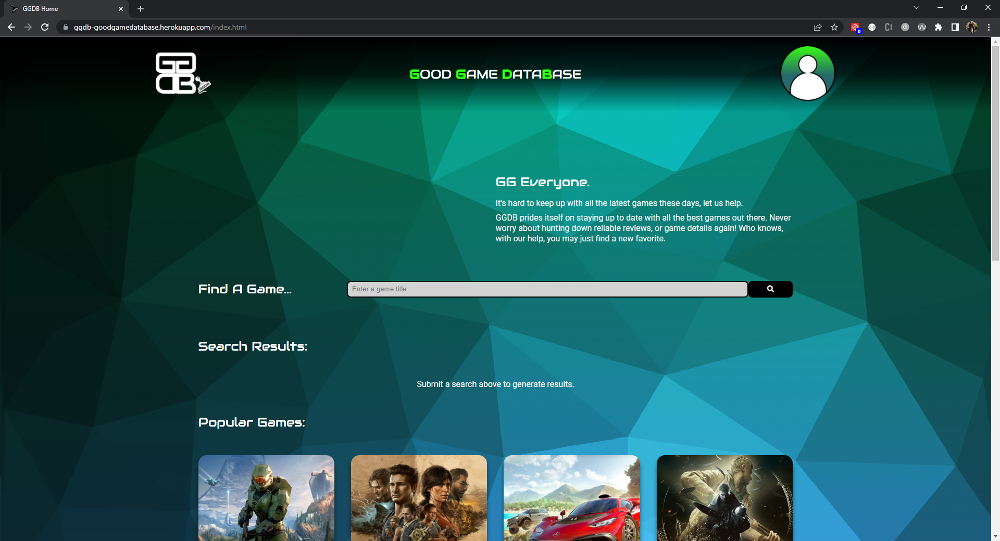 GGDB Home
ggdb-goodgamedatabase.herokuapp.com/index.html
0
GGDB
GGDB
GOOD GAME DATABASE
GG Everyone.
It's hard to keep up with all the latest games these days, let us help.
GGDB prides itself on staying up to date with all the best games out there. Never
worry about hunting down reliable reviews, or game details again! Who knows,
with our help, you may just find a new favorite.
Find A Game...
Enter a game title
Search Results:
Submit a search above to generate results.
Popular Games: